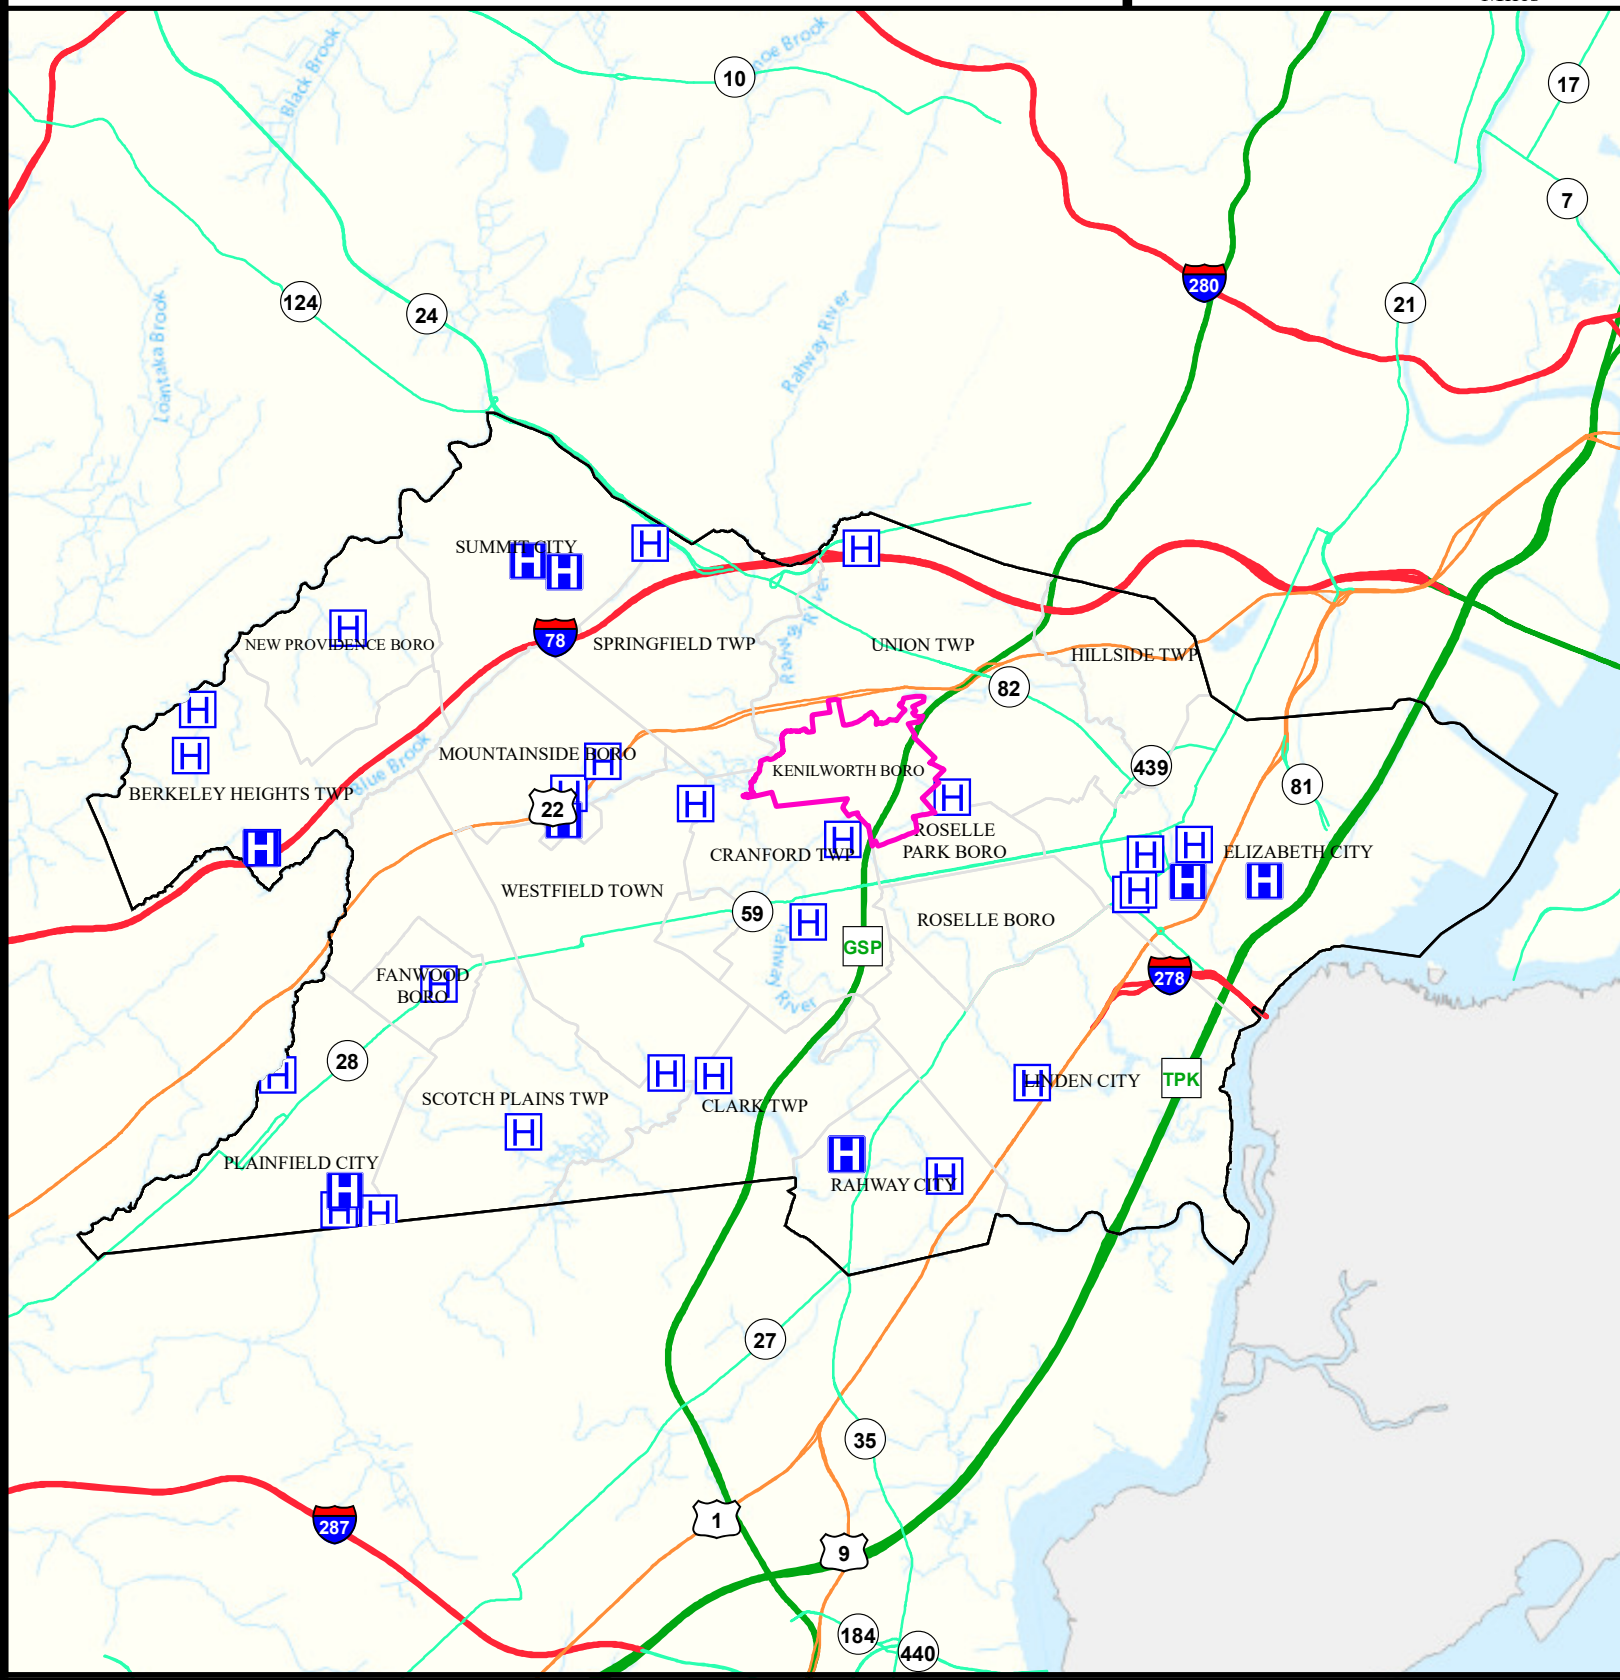 10
17
Black Brook
7
280
21
124
24
Loantaka Brook
Rahway River
SUMMIT CITY
H
H
H
H
H
NEW PROVIDENCE BORO
78
SPRINGFIELD TWP
UNION TWP
HILLSIDE TWP
River
82
H
H
MOUNTAINSIDE BORO
H
KENILWORTH BORO
439
Blue Brook
BERKELEY HEIGHTS TWP
22
H
H
H
H
81
H
ROSELLE
PARK BORO
CRANFORD TWP
H
H
H
ELIZABETH CITY
H
WESTFIELD TOWN
H
H
H
59
H
ROSELLE BORO
GSP
FANWOOD
BORO
H
278
River
28
H
H
H
H
LINDEN CITY
TPK
SCOTCH PLAINS TWP
CLARK TWP
H
PLAINFIELD CITY
H
H
RAHWAY CITY
H
H
H
27
35
287
1
9
184
440